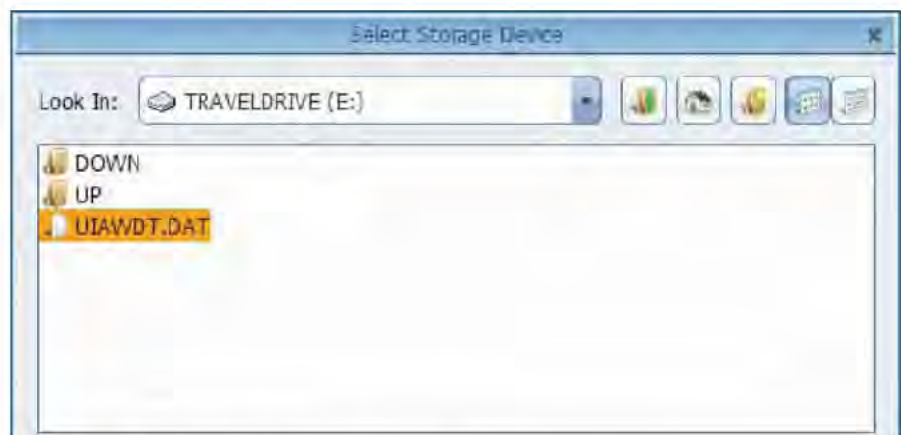 Select Storage Device
Look In: TRAVELDRIVE (E:)
DOWN
UP
UIAWDT.DAT